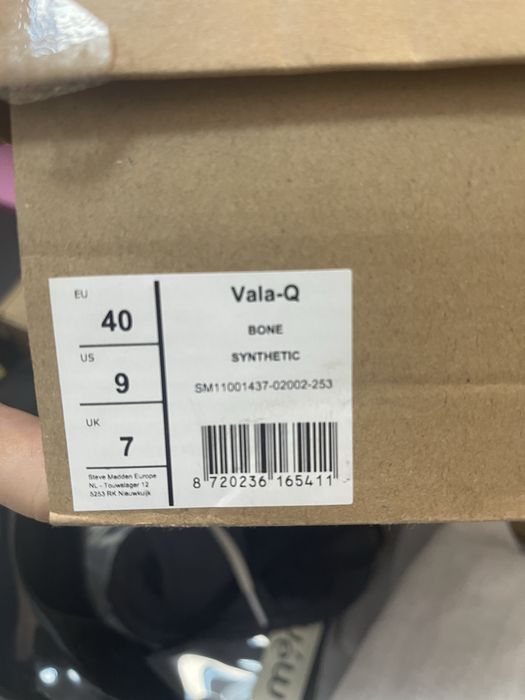 EU
40
US
9
UK
7
Steve Madden Europe
NL - Touwslager 12
5253 RK Nieuwkuijk
Vala-Q
BONE
SYNTHETIC
SM11001437-02002-253
8 720236 165411